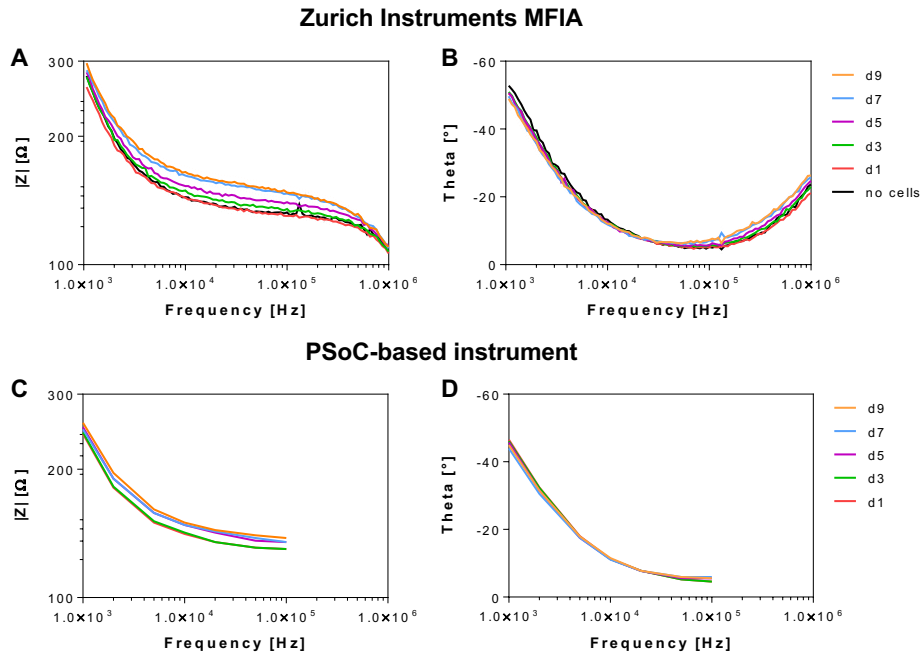 Zurich Instruments MFIA
A
|Z| [Ω]
300
200
100
1.0×10³ 1.0×10⁴ 1.0×10⁵ 1.0×10⁶
Frequency [Hz]
B
Theta [°]
-60
-40
-20
0
1.0×10³ 1.0×10⁴ 1.0×10⁵ 1.0×10⁶
Frequency [Hz]
d9
d7
d5
d3
d1
no cells
PSoC-based instrument
C
|Z| [Ω]
300
200
100
1.0×10³ 1.0×10⁴ 1.0×10⁵ 1.0×10⁶
Frequency [Hz]
D
Theta [°]
-60
-40
-20
0
1.0×10³ 1.0×10⁴ 1.0×10⁵ 1.0×10⁶
Frequency [Hz]
d9
d7
d5
d3
d1